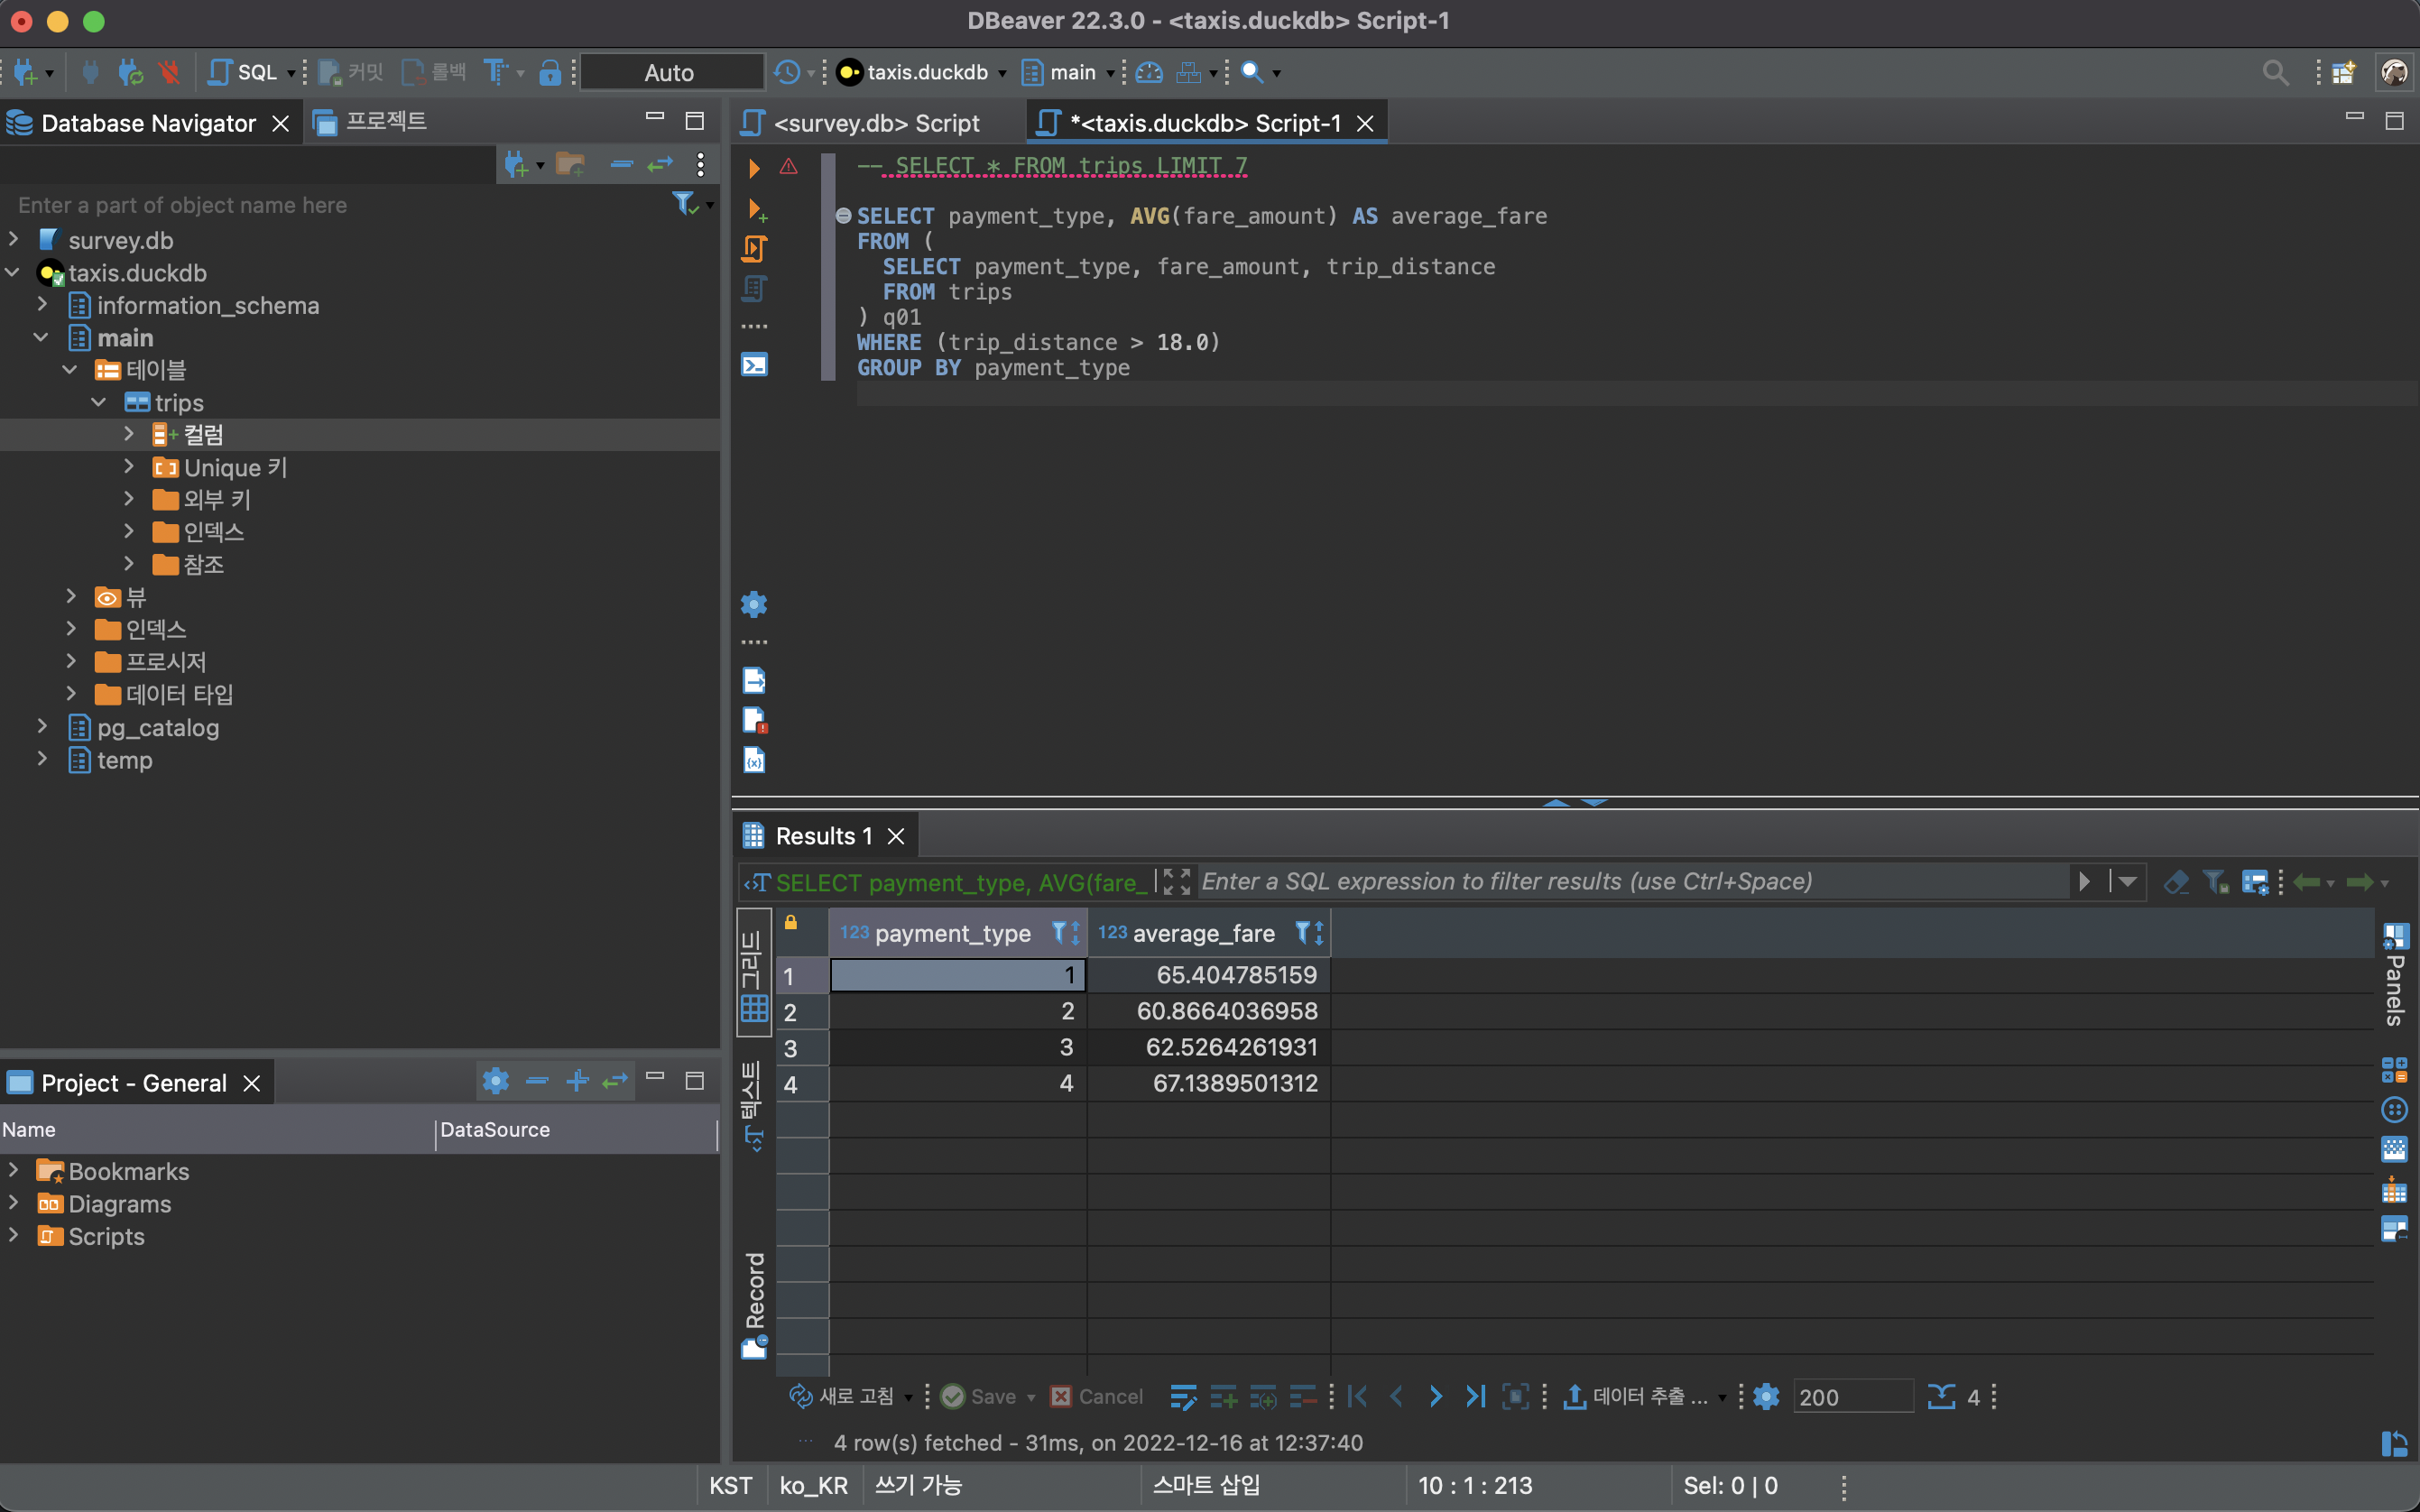 DBeaver 22.3.0 - <taxis.duckdb> Script-1
SQL
커밋
롤백
Auto
taxis.duckdb
main
Database Navigator
프로젝트
Enter a part of object name here
survey.db
taxis.duckdb
information_schema
main
테이블
trips
컬럼
Unique 키
외부 키
인덱스
참조
뷰
인덱스
프로시저
데이터 타입
pg_catalog
temp
Project - General
Name DataSource
Bookmarks
Diagrams
Scripts
<survey.db> Script
*<taxis.duckdb> Script-1
-- SELECT * FROM trips LIMIT 7
SELECT payment_type, AVG(fare_amount) AS average_fare
FROM (
SELECT payment_type, fare_amount, trip_distance
FROM trips
) q01
WHERE (trip_distance > 18.0)
GROUP BY payment_type
Results 1
SELECT payment_type, AVG(fare_
Enter a SQL expression to filter results (use Ctrl+Space)
그리드
텍스트
Record
123 payment_type 123 average_fare
1 1 65.404785159
2 2 60.8664036958
3 3 62.5264261931
4 4 67.1389501312
Panels
새로 고침
Save
Cancel
데이터 추출 ...
200
4
4 row(s) fetched - 31ms, on 2022-12-16 at 12:37:40
KST
ko_KR
쓰기 가능
스마트 삽입
10 : 1 : 213
Sel: 0 | 0